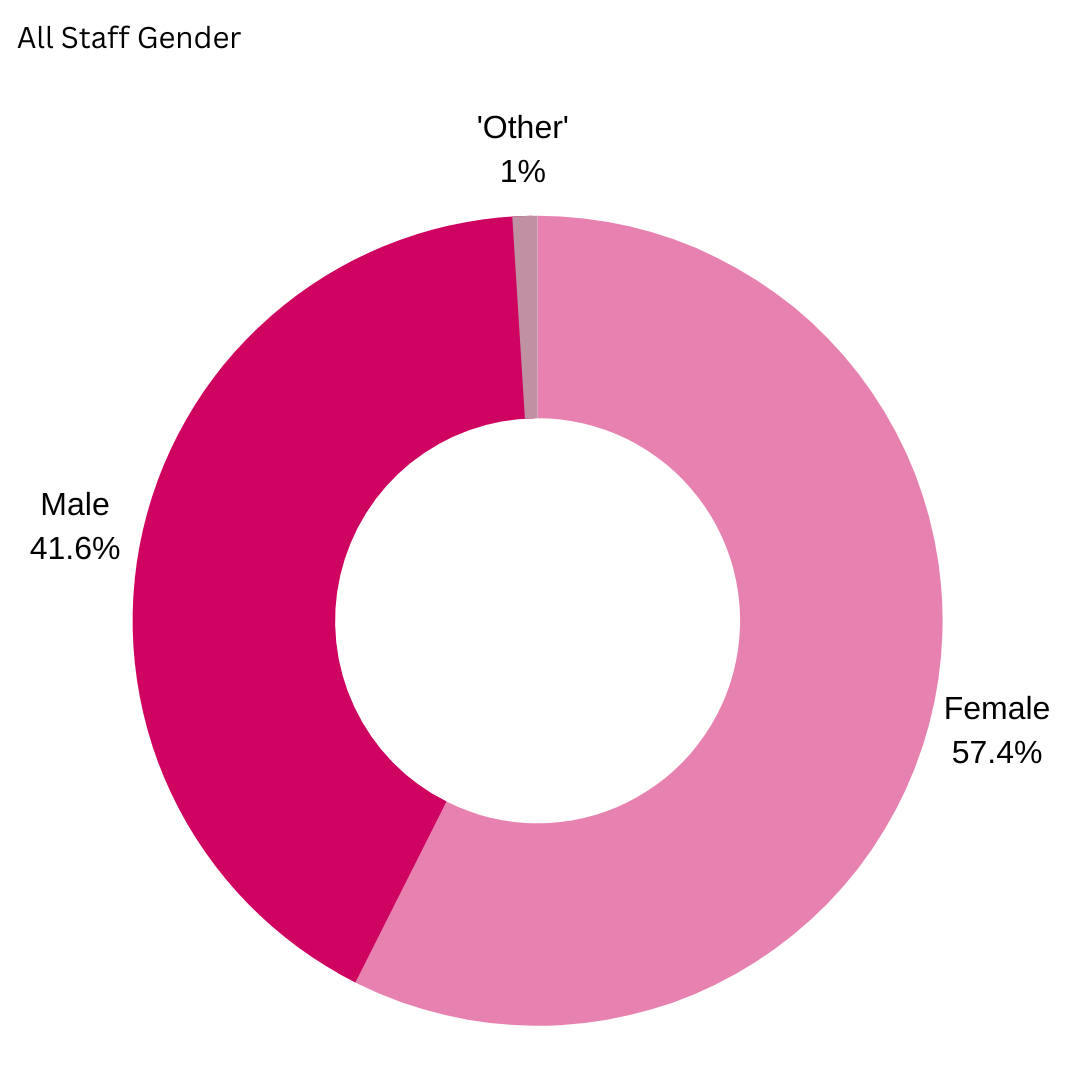 All Staff Gender
'Other'
1%
Male
41.6%
Female
57.4%